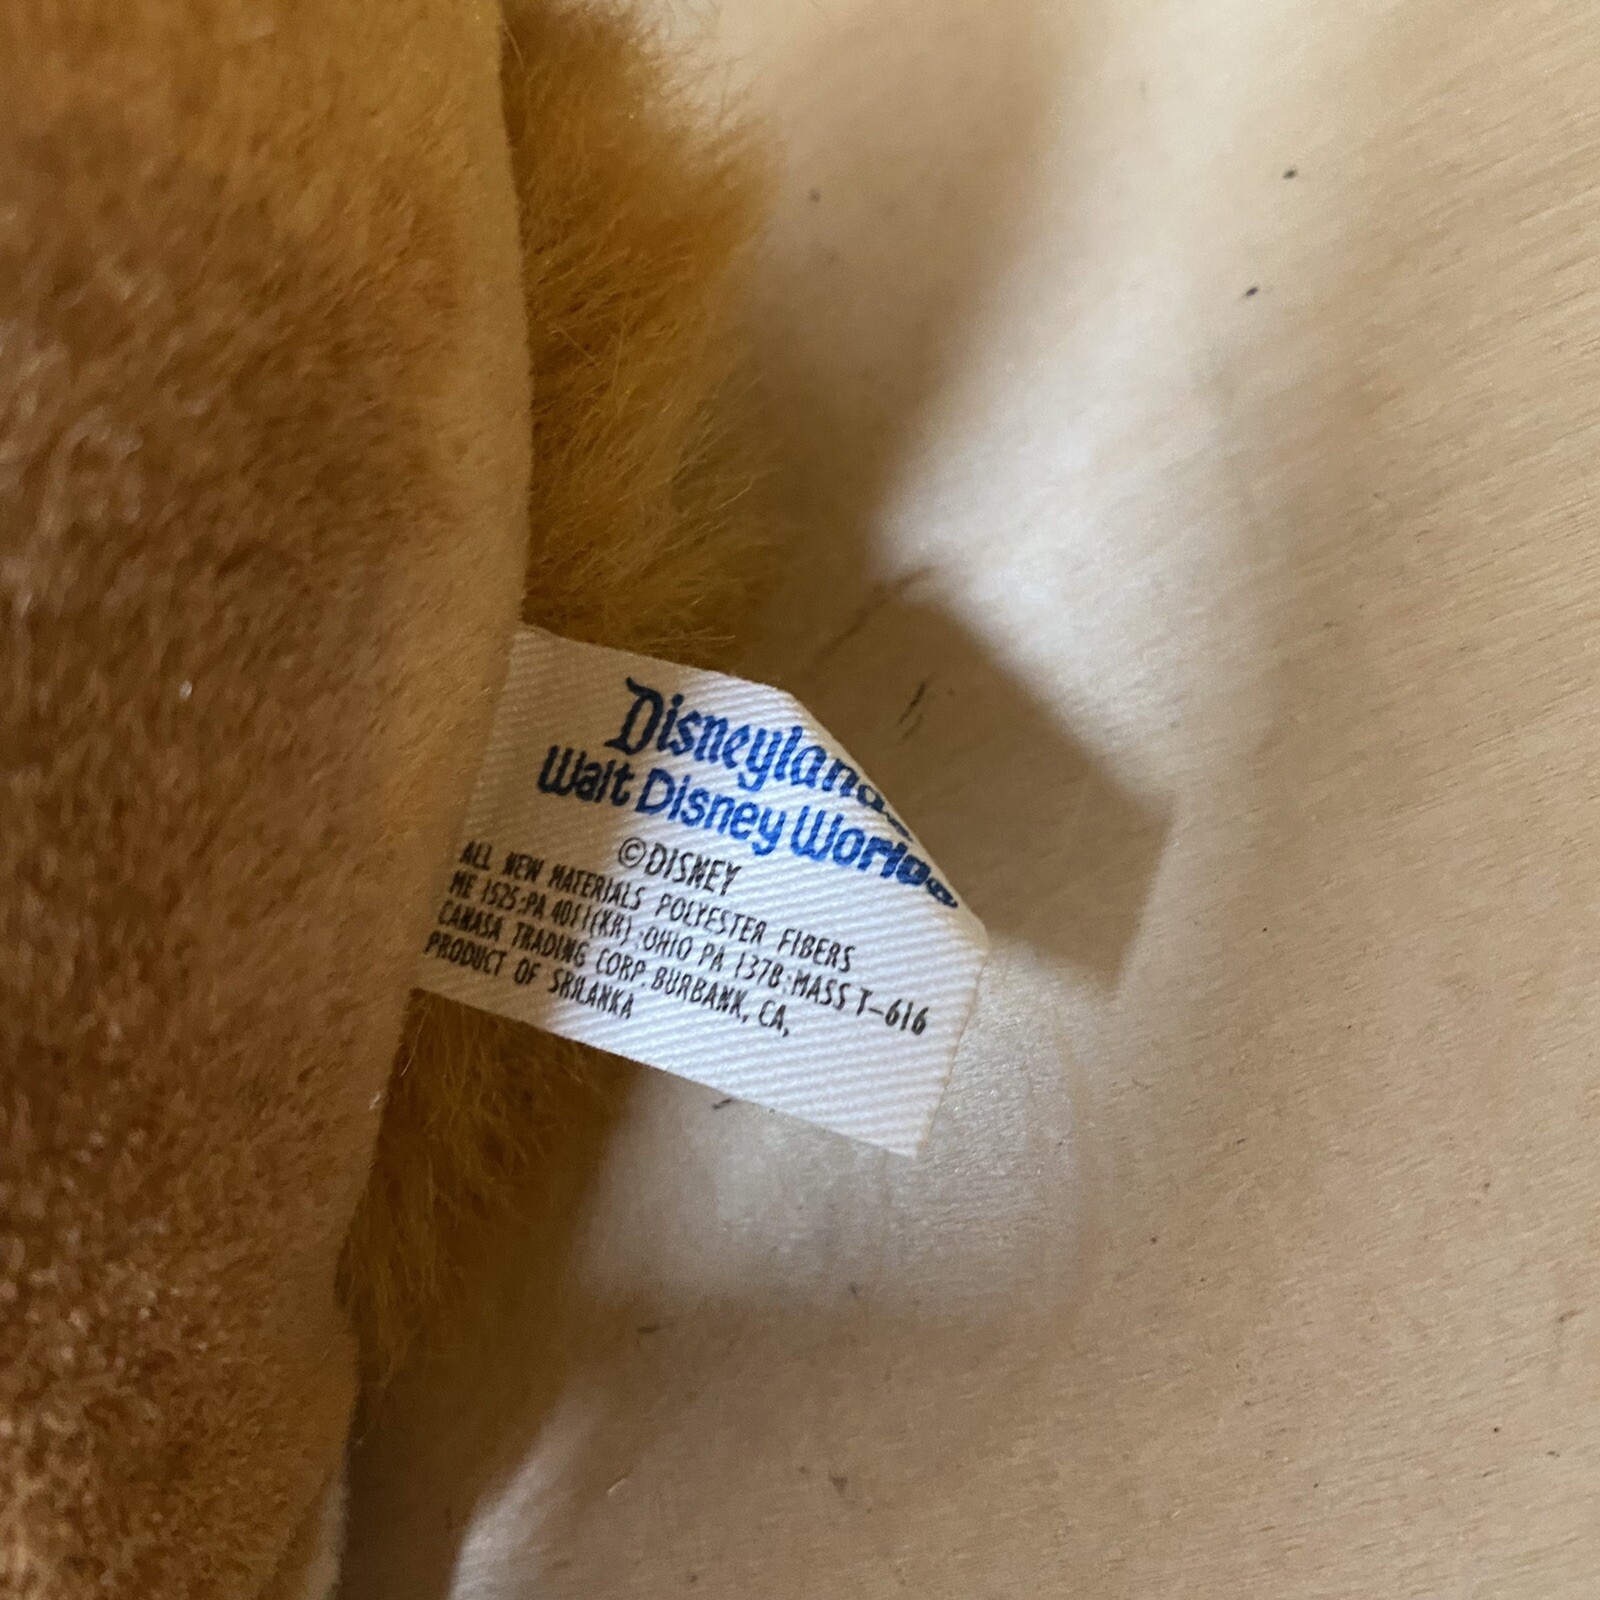 Disneyland
Walt Disney World
©DISNEY
ALL NEW MATERIALS POLYESTER FIBERS
ME 1525:PA 4011(KR):OHIO PA 1378:MASS T-616
CANASA TRADING CORP. BURBANK, CA,
PRODUCT OF SRILANKA